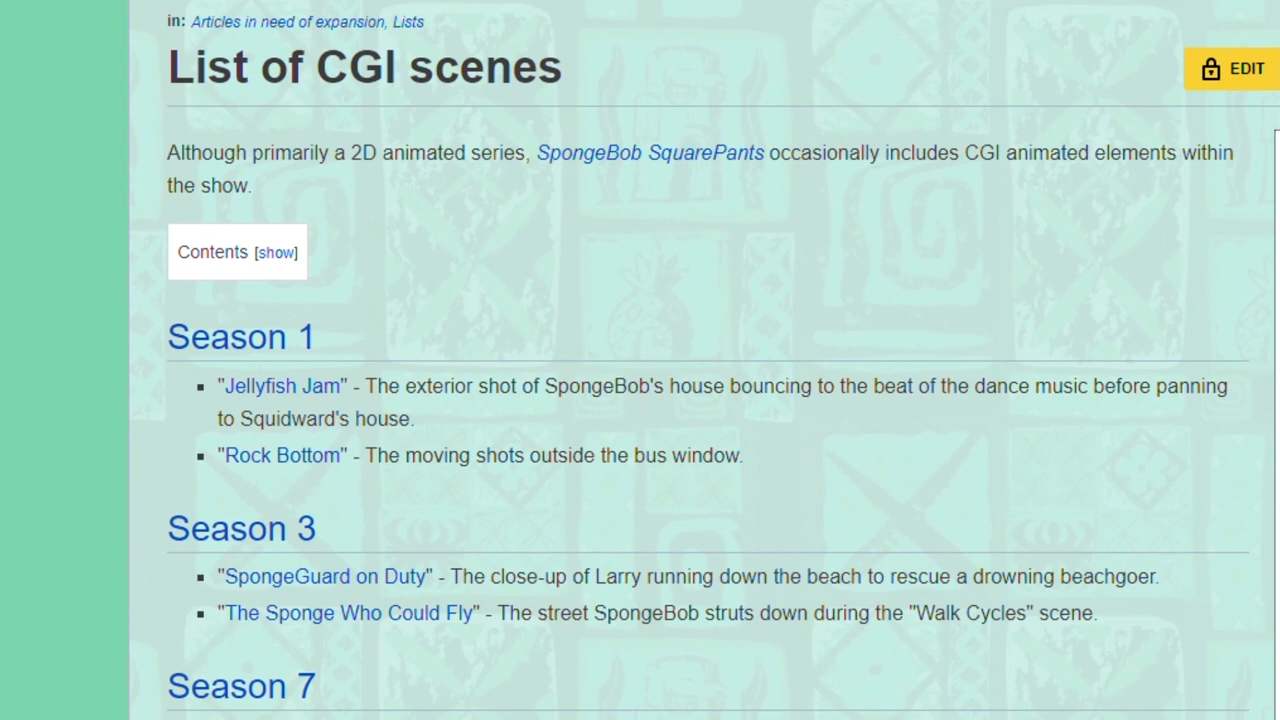 in: Articles in need of expansion, Lists
List of CGI scenes
EDIT
Although primarily a 2D animated series, SpongeBob SquarePants occasionally includes CGI animated elements within
the show.
Contents [show]
Season 1
▪ "Jellyfish Jam" - The exterior shot of SpongeBob's house bouncing to the beat of the dance music before panning
to Squidward's house.
▪ "Rock Bottom" - The moving shots outside the bus window.
Season 3
▪ "SpongeGuard on Duty" - The close-up of Larry running down the beach to rescue a drowning beachgoer.
▪ "The Sponge Who Could Fly" - The street SpongeBob struts down during the "Walk Cycles" scene.
Season 7